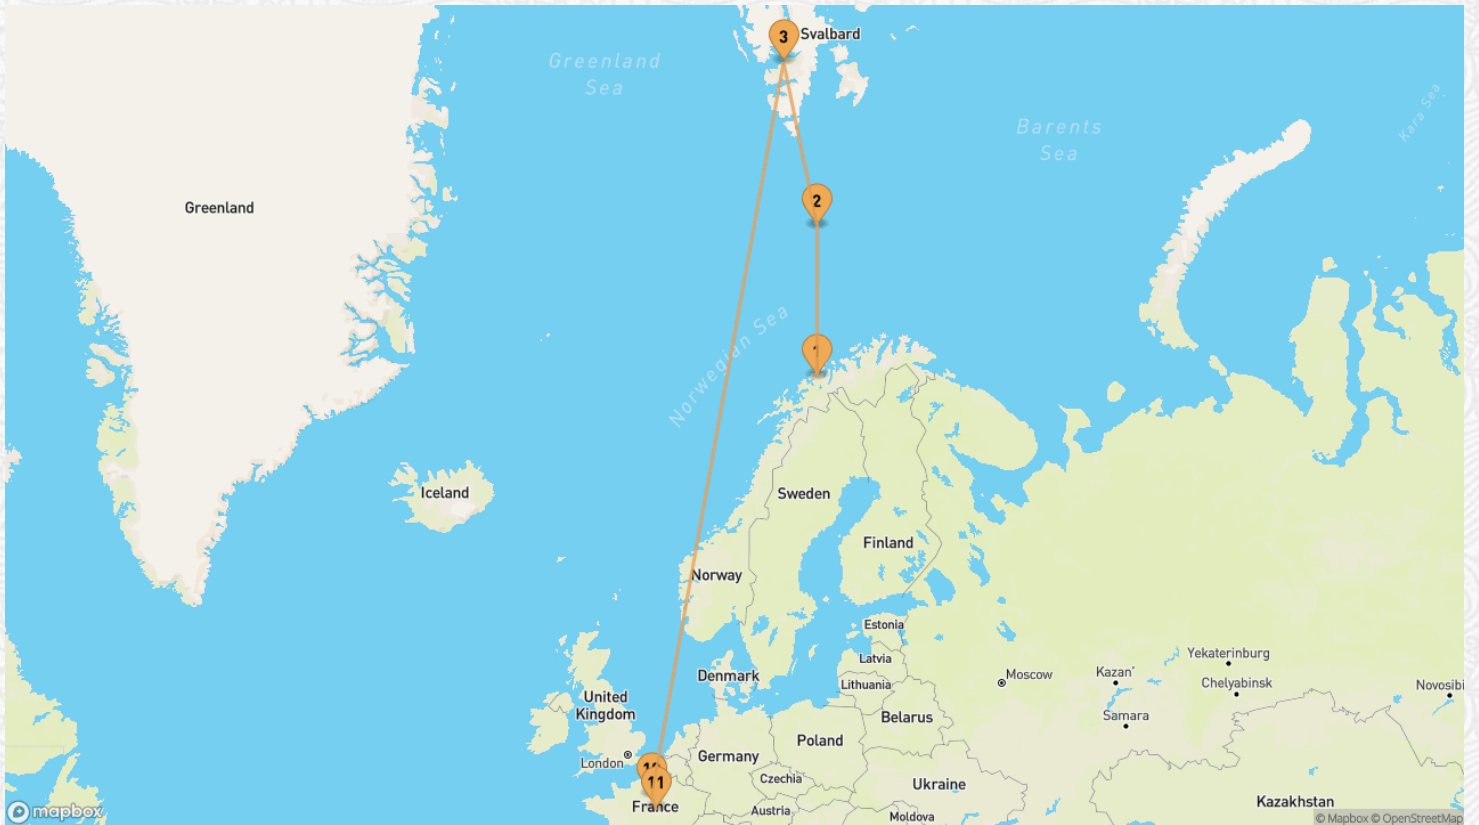 3
Svalbard
Greenland
Sea
Barents
Sea
Kara Sea
2
Greenland
Norwegian Sea
Iceland
Sweden
Finland
Norway
Estonia
Latvia
Lithuania
Denmark
Moscow
Kazan'
Yekaterinburg
Chelyabinsk
Novosibi
Samara
United
Kingdom
Belarus
Poland
Germany
London
Czechia
Ukraine
11
France
Austria
Moldova
Kazakhstan
mapbox
© Mapbox © OpenStreetMap